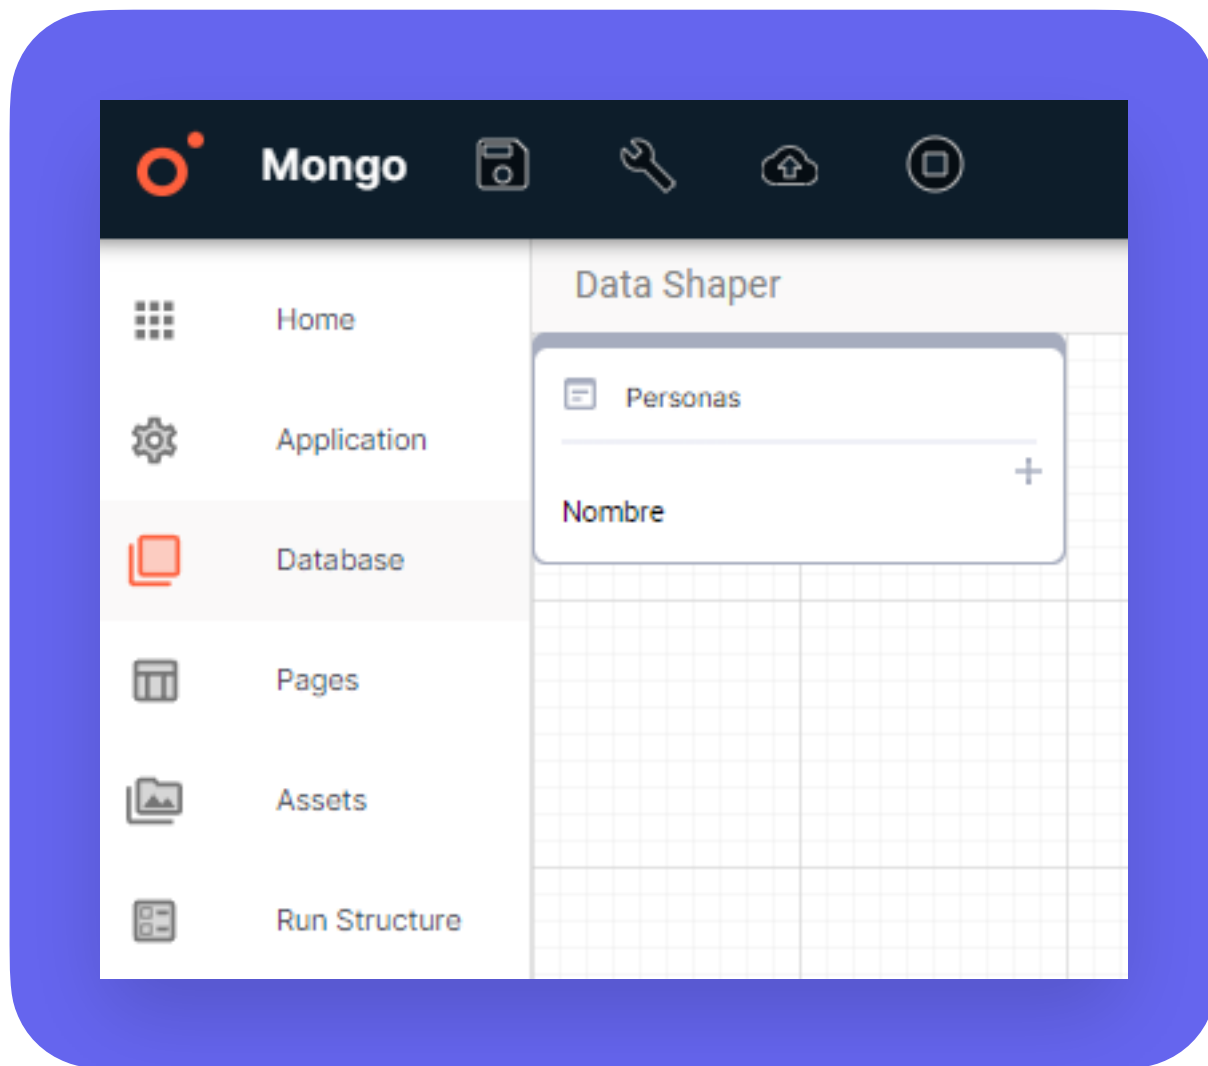 Mongo
Data Shaper
Home
Application
Database
Pages
Assets
Run Structure
Personas
Nombre